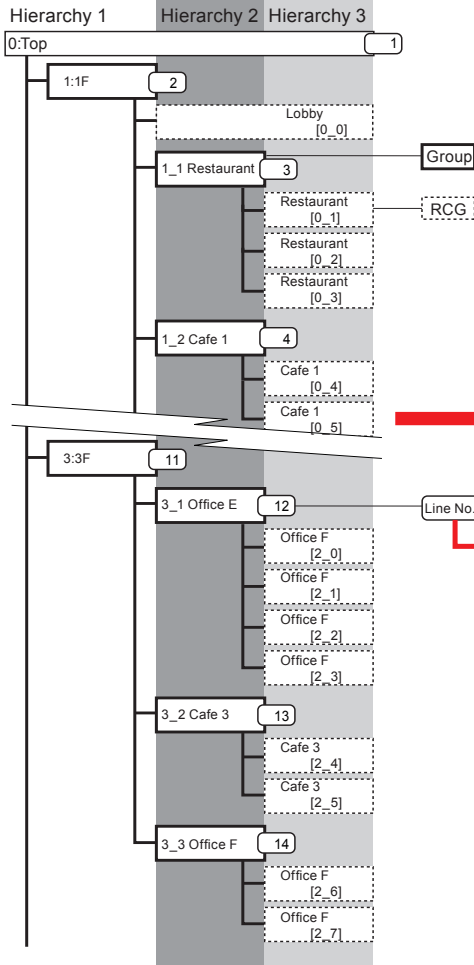 Hierarchy 1 Hierarchy 2 Hierarchy 3
0:Top 1
1:1F 2
Lobby
[0_0]
1_1 Restaurant 3
Group
Restaurant
[0_1]
RCG
Restaurant
[0_2]
Restaurant
[0_3]
1_2 Cafe 1 4
Cafe 1
[0_4]
Cafe 1
[0_5]
3:3F 11
3_1 Office E 12
Line No.
Office F
[2_0]
Office F
[2_1]
Office F
[2_2]
Office F
[2_3]
3_2 Cafe 3 13
Cafe 3
[2_4]
Cafe 3
[2_5]
3_3 Office F 14
Office F
[2_6]
Office F
[2_7]